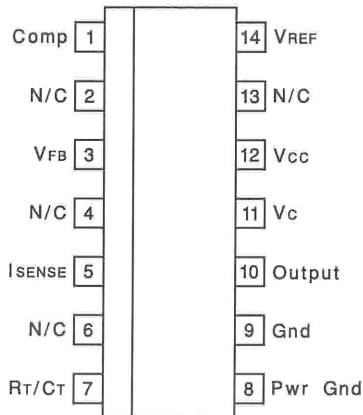 Comp 1 14 VREF
N/C 2 13 N/C
VFB 3 12 Vcc
N/C 4 11 Vc
ISENSE 5 10 Output
N/C 6 9 Gnd
RT/CT 7 8 Pwr Gnd